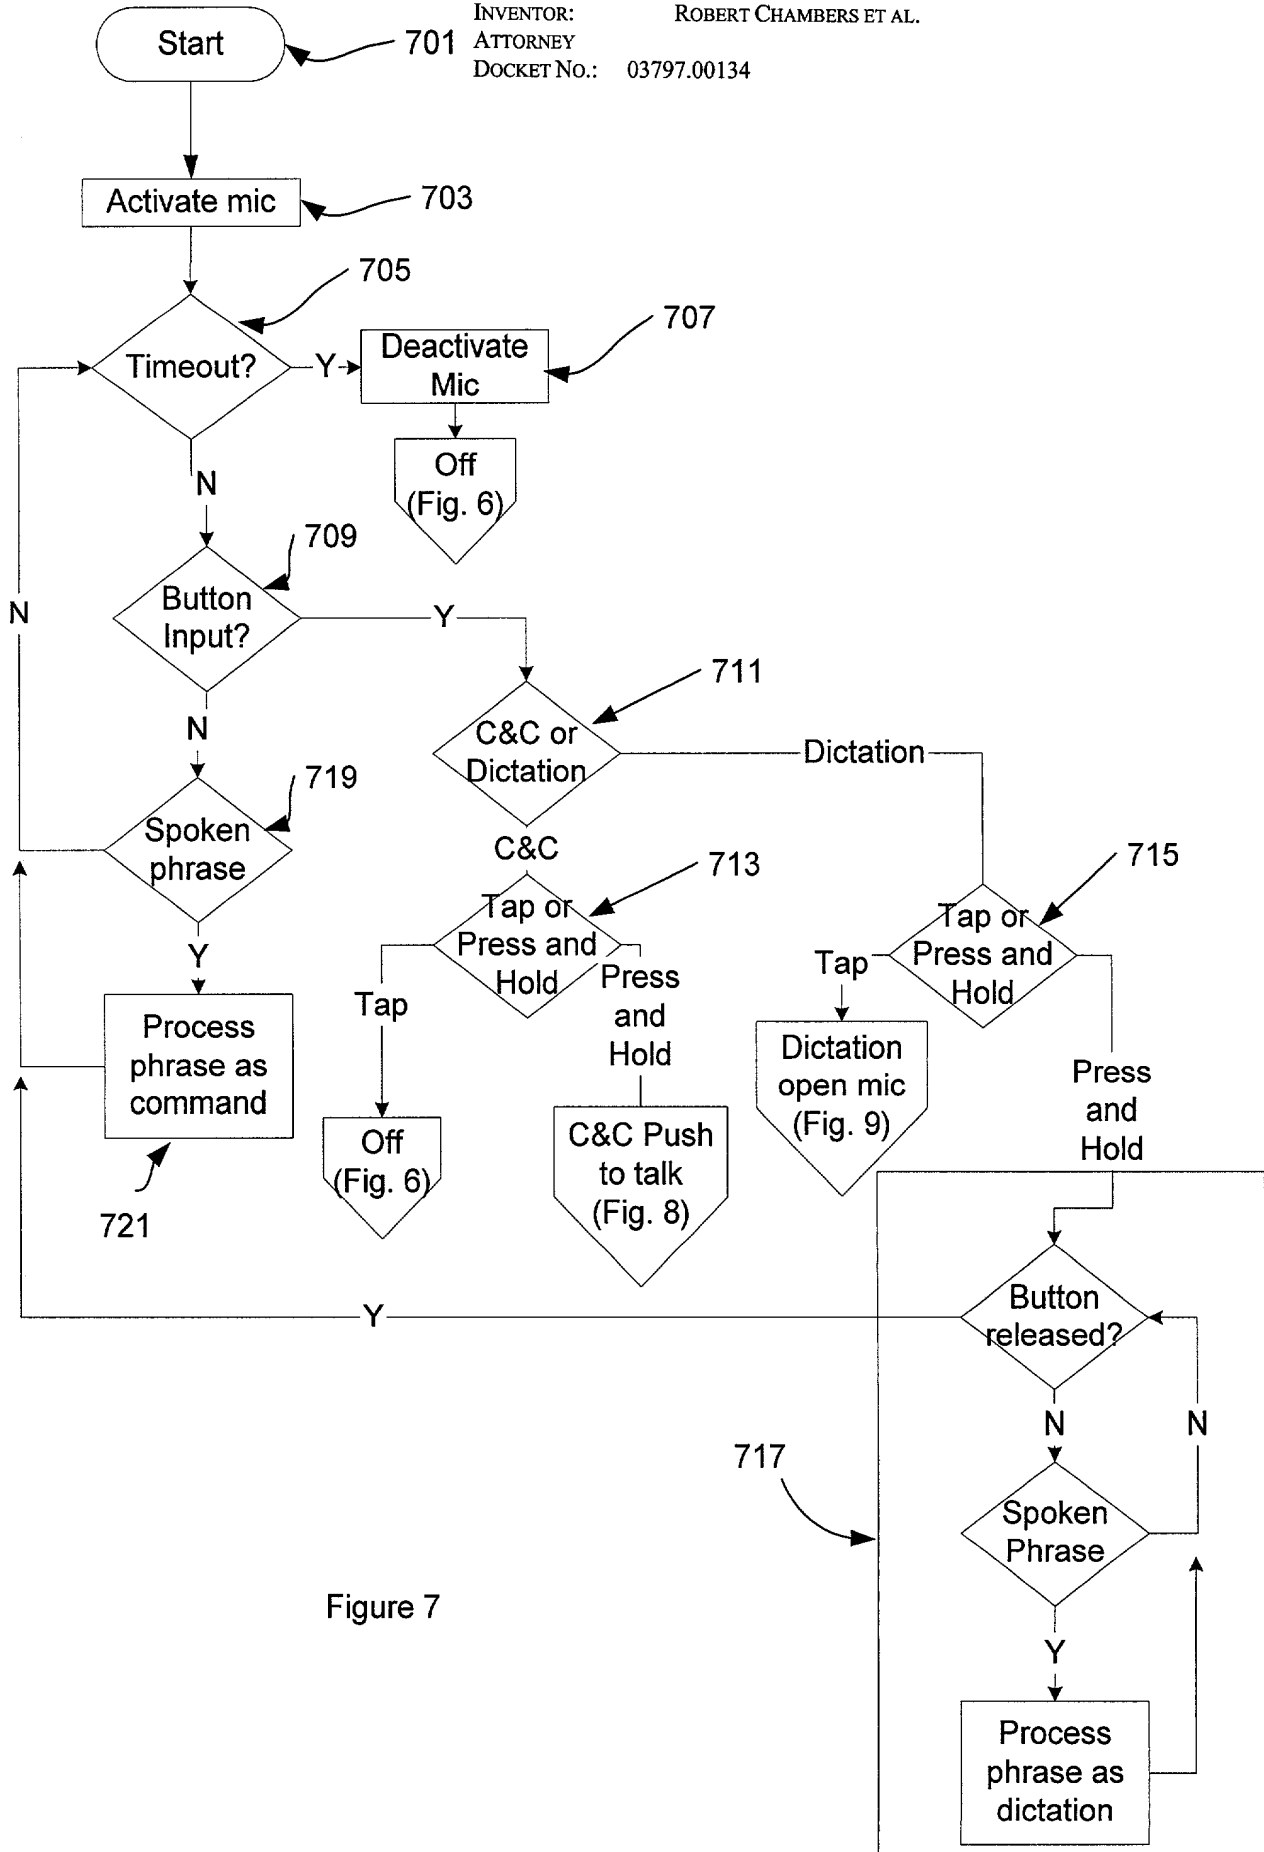 INVENTOR: ROBERT CHAMBERS ET AL.
ATTORNEY
DOCKET NO.: 03797.00134
Start
701
Activate mic
703
705
Timeout?
Y
Deactivate
Mic
707
Off
(Fig. 6)
N
709
Button
Input?
Y
N
N
711
C&C or
Dictation
Dictation
719
Spoken
phrase
C&C
713
Tap or
Press and
Hold
715
Tap or
Press and
Hold
Y
Tap
Press
and
Hold
Tap
Process
phrase as
command
721
Off
(Fig. 6)
C&C Push
to talk
(Fig. 8)
Dictation
open mic
(Fig. 9)
Press
and
Hold
Y
Button
released?
N
N
717
Spoken
Phrase
Y
Process
phrase as
dictation
Figure 7